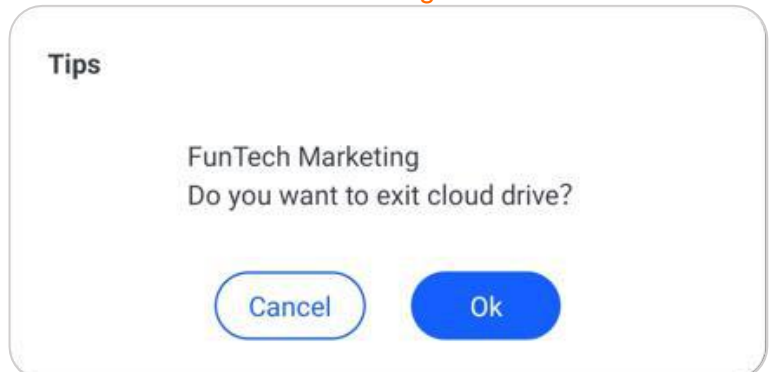 Tips
FunTech Marketing
Do you want to exit cloud drive?
Cancel
Ok